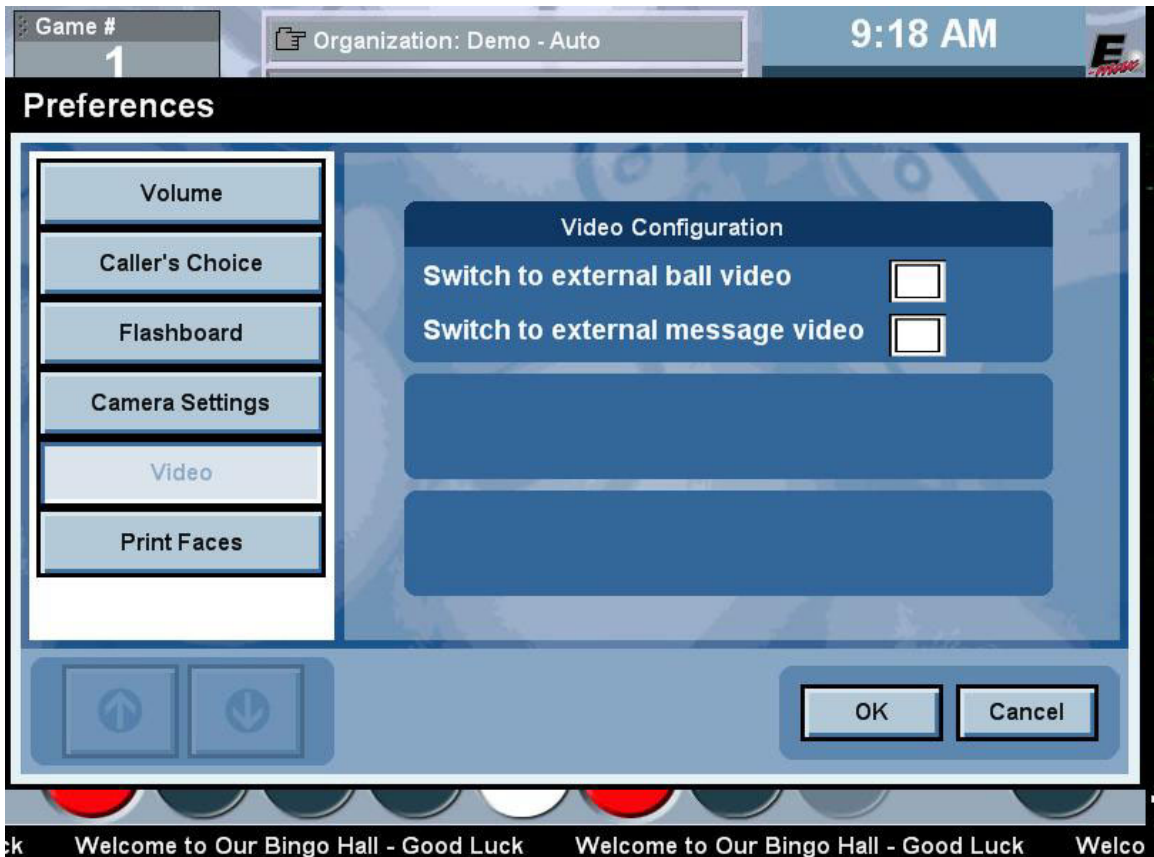 Game #
1
Organization: Demo - Auto
9:18 AM
E
Preferences
Volume
Caller's Choice
Flashboard
Camera Settings
Video
Print Faces
Video Configuration
Switch to external ball video
Switch to external message video
OK
Cancel
ck Welcome to Our Bingo Hall - Good Luck Welcome to Our Bingo Hall - Good Luck Welco